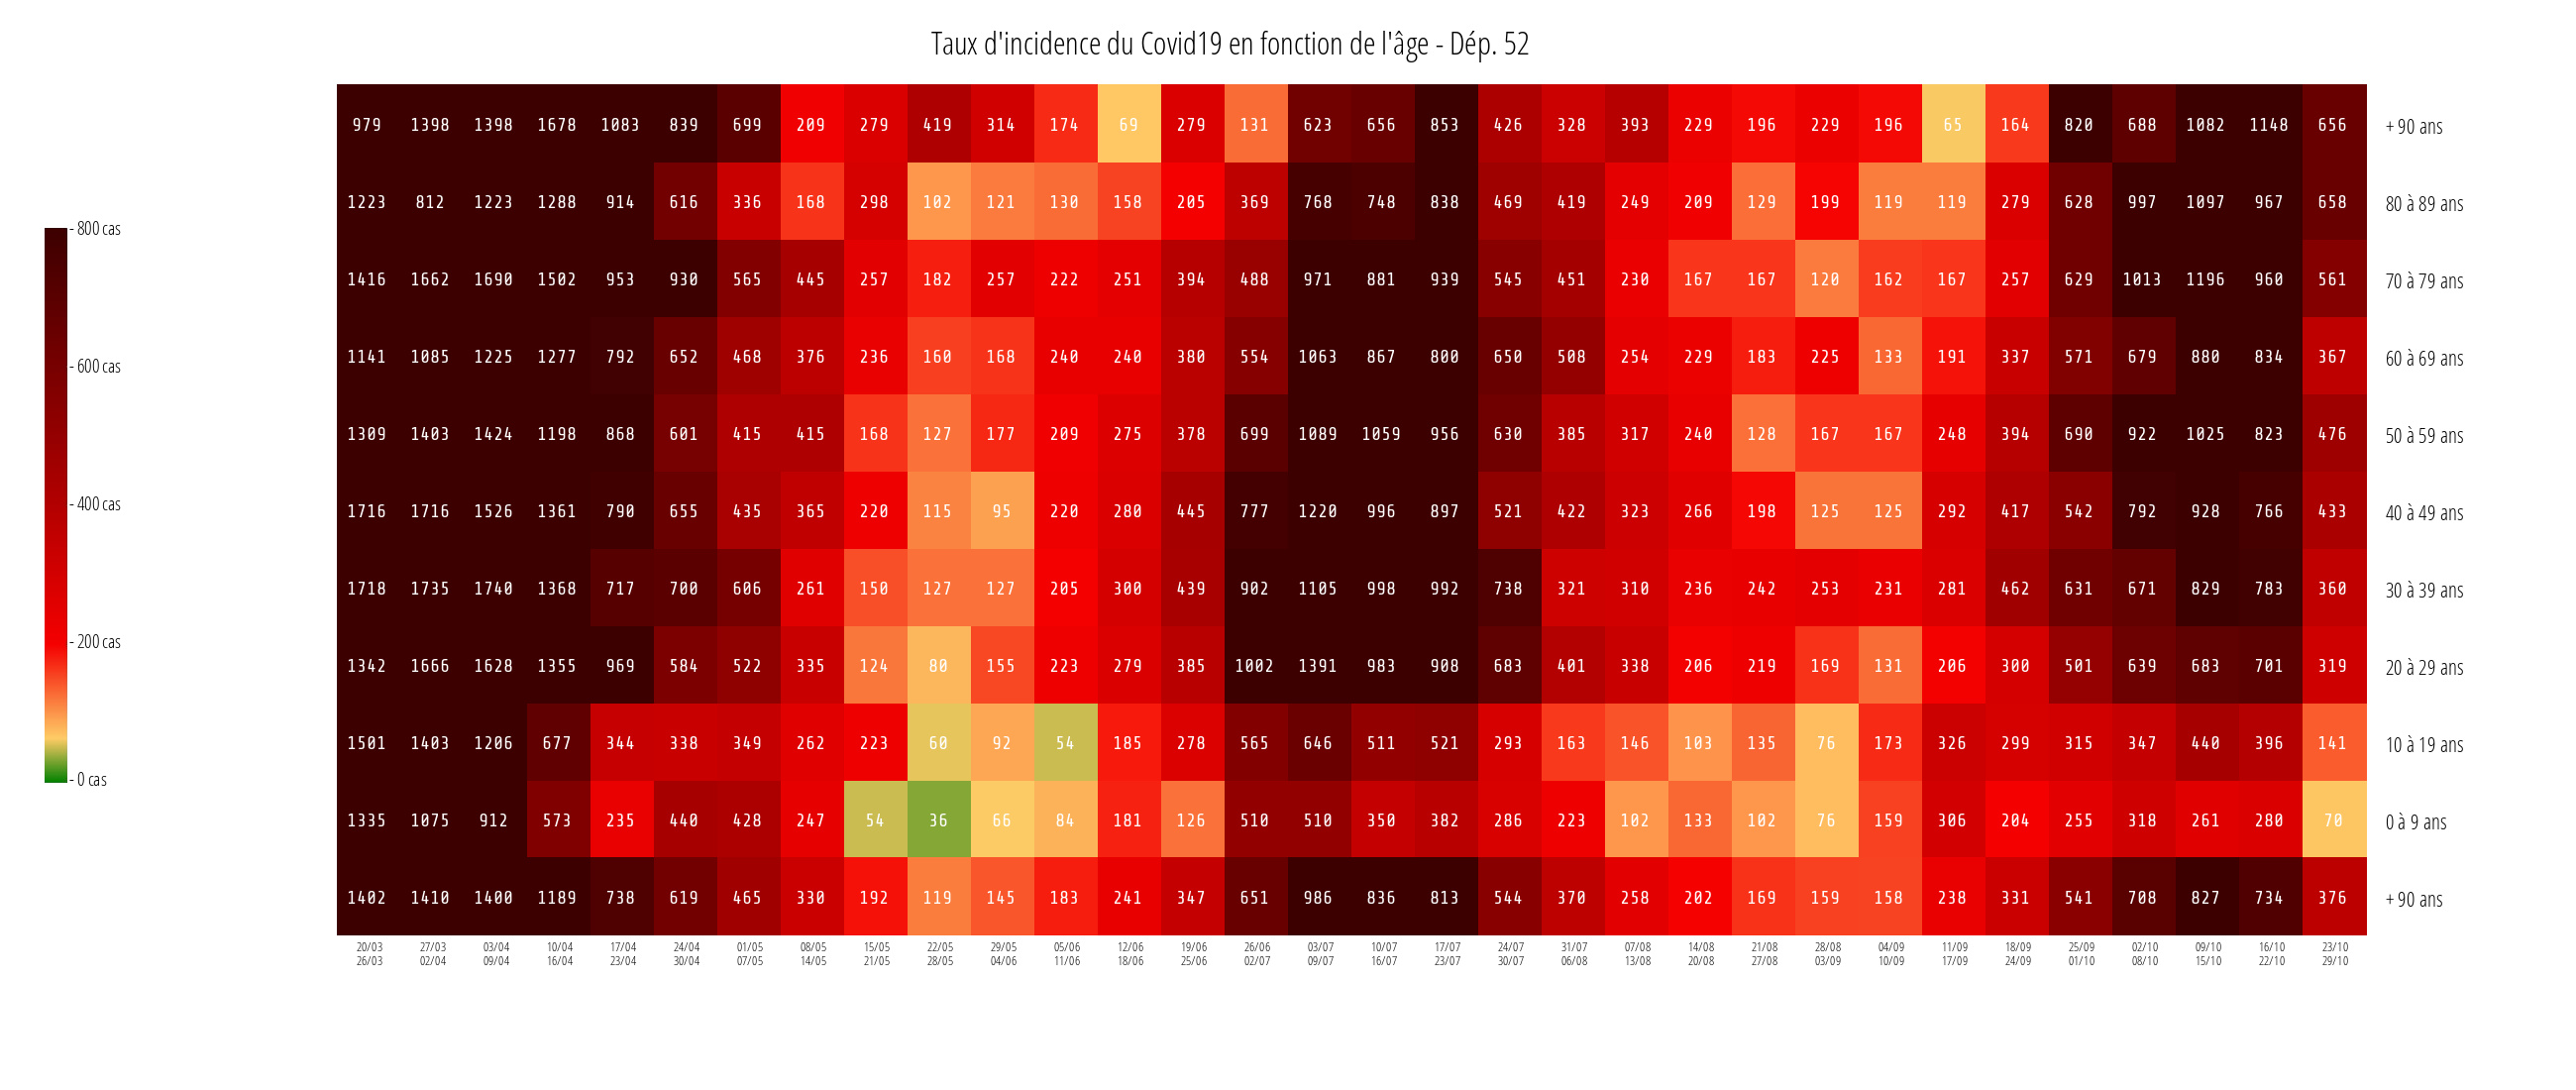 Taux d'incidence du Covid19 en fonction de l'âge - Dép. 52
- 800 cas
- 600 cas
- 400 cas
- 200 cas
- 0 cas
979 1398 1398 1678 1083 839 699 209 279 419 314 174 69 279 131 623 656 853 426 328 393 229 196 229 196 65 164 820 688 1082 1148 656 + 90 ans
1223 812 1223 1288 914 616 336 168 298 102 121 130 158 205 369 768 748 838 469 419 249 209 129 199 119 119 279 628 997 1097 967 658 80 à 89 ans
1416 1662 1690 1502 953 930 565 445 257 182 257 222 251 394 488 971 881 939 545 451 230 167 167 120 162 167 257 629 1013 1196 960 561 70 à 79 ans
1141 1085 1225 1277 792 652 468 376 236 160 168 240 240 380 554 1063 867 800 650 508 254 229 183 225 133 191 337 571 679 880 834 367 60 à 69 ans
1309 1403 1424 1198 868 601 415 415 168 127 177 209 275 378 699 1089 1059 956 630 385 317 240 128 167 167 248 394 690 922 1025 823 476 50 à 59 ans
1716 1716 1526 1361 790 655 435 365 220 115 95 220 280 445 777 1220 996 897 521 422 323 266 198 125 125 292 417 542 792 928 766 433 40 à 49 ans
1718 1735 1740 1368 717 700 606 261 150 127 127 205 300 439 902 1105 998 992 738 321 310 236 242 253 231 281 462 631 671 829 783 360 30 à 39 ans
1342 1666 1628 1355 969 584 522 335 124 80 155 223 279 385 1002 1391 983 908 683 401 338 206 219 169 131 206 300 501 639 683 701 319 20 à 29 ans
1501 1403 1206 677 344 338 349 262 223 60 92 54 185 278 565 646 511 521 293 163 146 103 135 76 173 326 299 315 347 440 396 141 10 à 19 ans
1335 1075 912 573 235 440 428 247 54 36 66 84 181 126 510 510 350 382 286 223 102 133 102 76 159 306 204 255 318 261 280 70 0 à 9 ans
1402 1410 1400 1189 738 619 465 330 192 119 145 183 241 347 651 986 836 813 544 370 258 202 169 159 158 238 331 541 708 827 734 376 + 90 ans
20/03 27/03 03/04 10/04 17/04 24/04 01/05 08/05 15/05 22/05 29/05 05/06 12/06 19/06 26/06 03/07 10/07 17/07 24/07 31/07 07/08 14/08 21/08 28/08 04/09 11/09 18/09 25/09 02/10 09/10 16/10 23/10
26/03 02/04 09/04 16/04 23/04 30/04 07/05 14/05 21/05 28/05 04/06 11/06 18/06 25/06 02/07 09/07 16/07 23/07 30/07 06/08 13/08 20/08 27/08 03/09 10/09 17/09 24/09 01/10 08/10 15/10 22/10 29/10